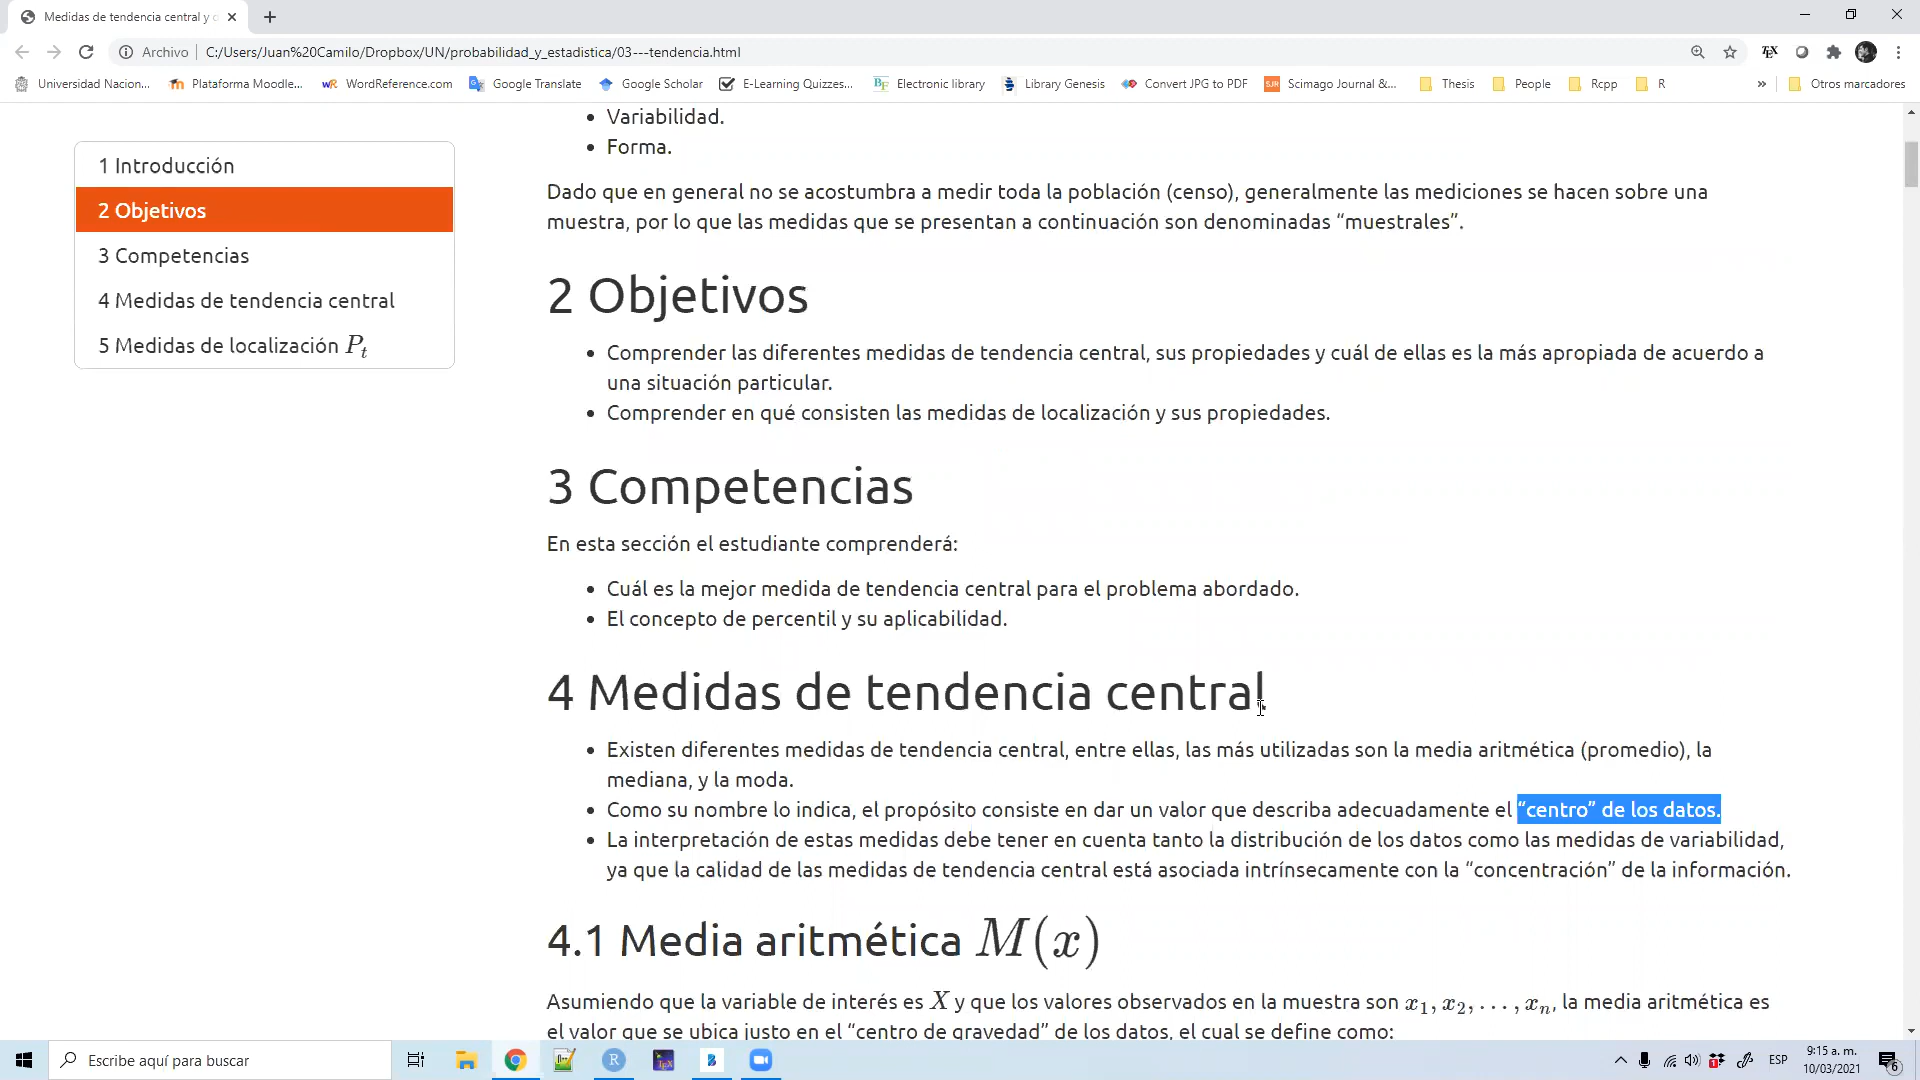 Medidas de tendencia central y d
Archivo
C:/Users/Juan%20Camilo/Dropbox/UN/probabilidad_y_estadistica/03---tendencia.html
Universidad Nacion...
Plataforma Moodle...
WordReference.com
Google Translate
Google Scholar
E-Learning Quizzes...
Electronic library
Library Genesis
Convert JPG to PDF
Scimago Journal &...
Thesis
People
Rcpp
R
»
Otros marcadores
1 Introducción
2 Objetivos
3 Competencias
4 Medidas de tendencia central
5 Medidas de localización Pt
• Variabilidad.
• Forma.
Dado que en general no se acostumbra a medir toda la población (censo), generalmente las mediciones se hacen sobre una
muestra, por lo que las medidas que se presentan a continuación son denominadas “muestrales”.
2 Objetivos
• Comprender las diferentes medidas de tendencia central, sus propiedades y cuál de ellas es la más apropiada de acuerdo a
una situación particular.
• Comprender en qué consisten las medidas de localización y sus propiedades.
3 Competencias
En esta sección el estudiante comprenderá:
• Cuál es la mejor medida de tendencia central para el problema abordado.
• El concepto de percentil y su aplicabilidad.
4 Medidas de tendencia central
• Existen diferentes medidas de tendencia central, entre ellas, las más utilizadas son la media aritmética (promedio), la
mediana, y la moda.
• Como su nombre lo indica, el propósito consiste en dar un valor que describa adecuadamente el “centro” de los datos.
• La interpretación de estas medidas debe tener en cuenta tanto la distribución de los datos como las medidas de variabilidad,
ya que la calidad de las medidas de tendencia central está asociada intrínsecamente con la “concentración” de la información.
4.1 Media aritmética M(x)
Asumiendo que la variable de interés es X y que los valores observados en la muestra son x1, x2, . . . , xn, la media aritmética es
el valor que se ubica justo en el “centro de gravedad” de los datos, el cual se define como:
Escribe aquí para buscar
ESP
9:15 a. m.
10/03/2021
6